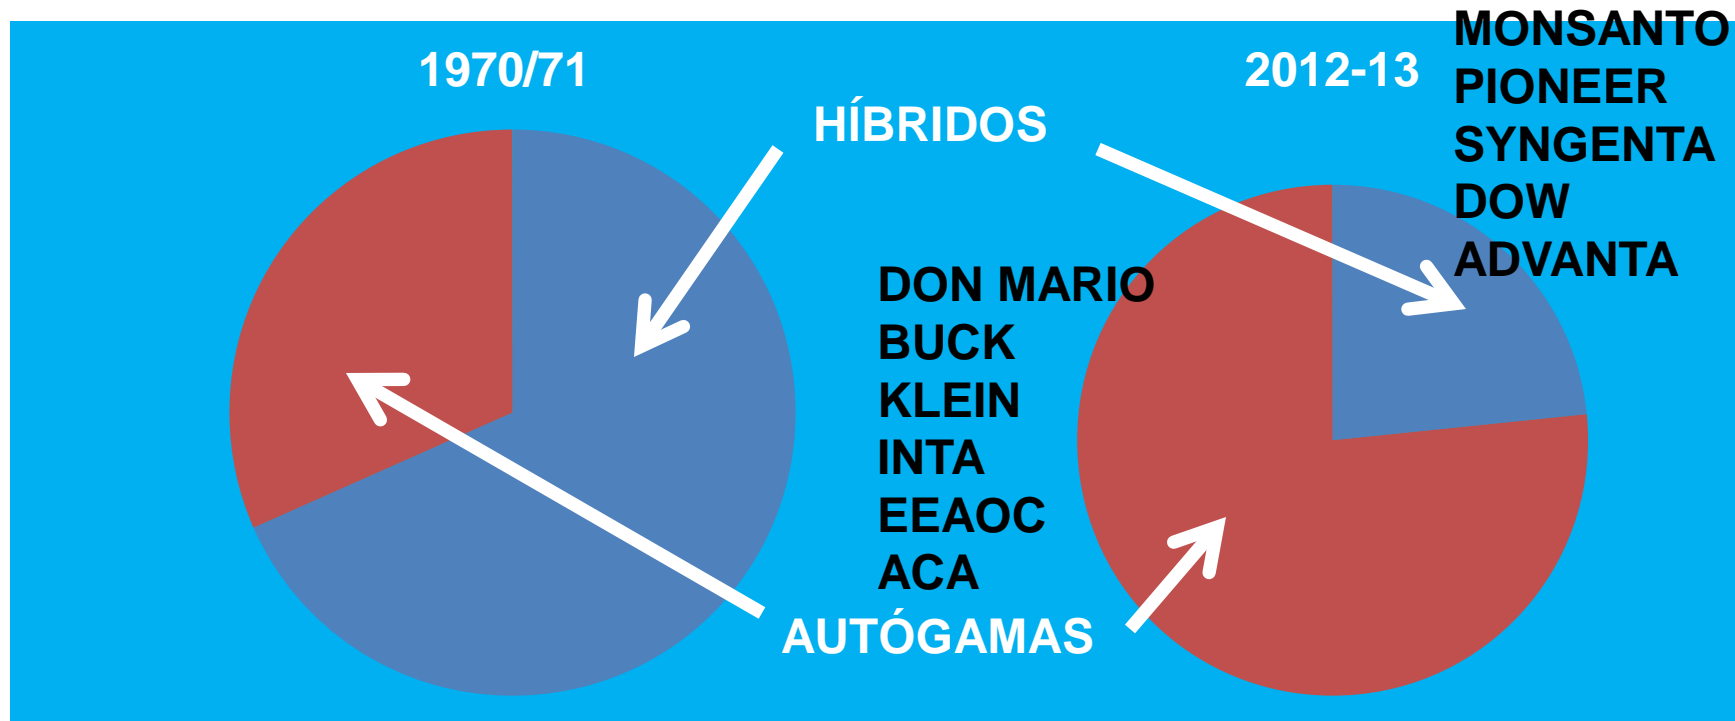 1970/71
HÍBRIDOS
2012-13
MONSANTO
PIONEER
SYNGENTA
DOW
ADVANTA
DON MARIO
BUCK
KLEIN
INTA
EEAOC
ACA
AUTÓGAMAS